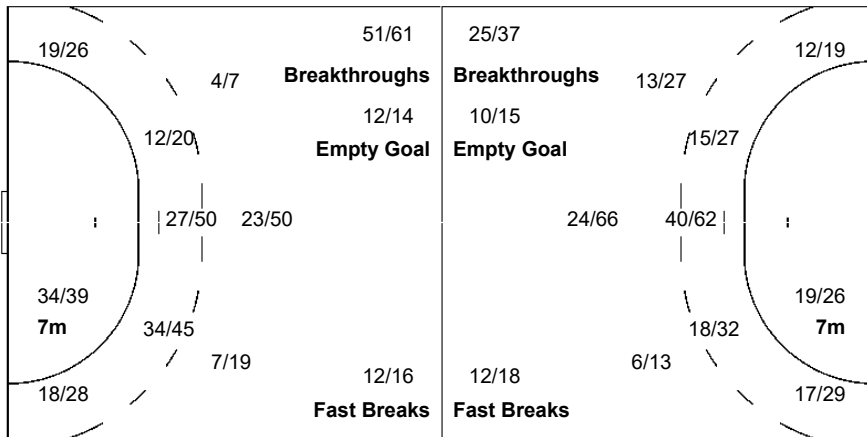 51/61 25/37
19/26 12/19
Breakthroughs Breakthroughs
4/7 13/27
12/14 10/15
12/20 15/27
Empty Goal Empty Goal
27/50 23/50 24/66 40/62
34/39 19/26
7m 34/45 18/32 7m
7/19 6/13
12/16 12/18
18/28 17/29
Fast Breaks Fast Breaks